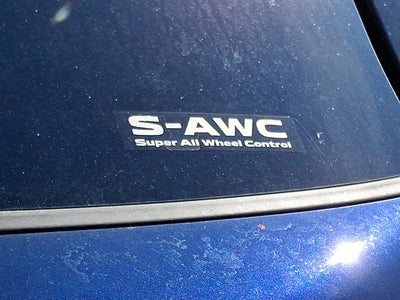 S-AWC
Super All Wheel Control